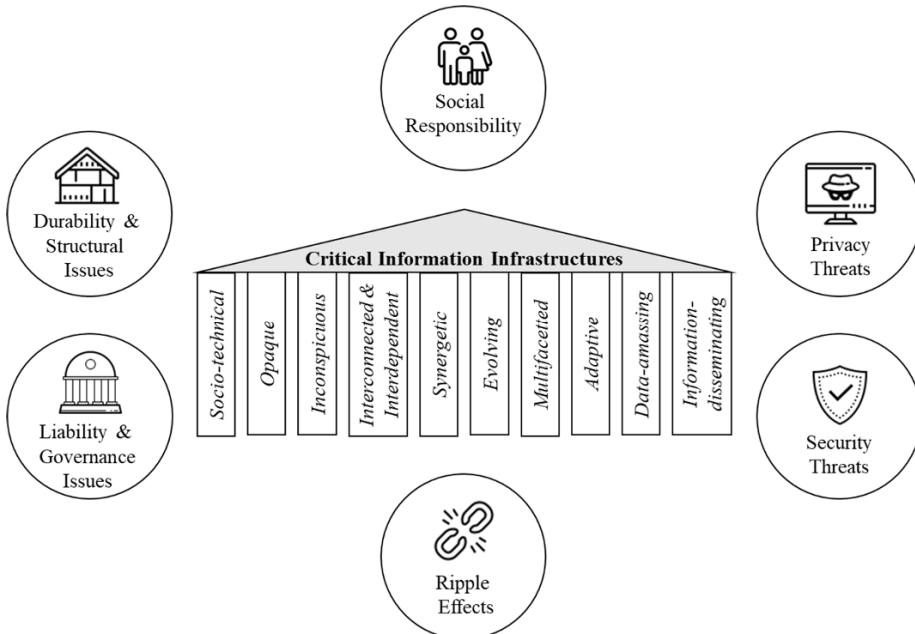 Social
Responsibility
Durability &
Structural
Issues
Privacy
Threats
Critical Information Infrastructures
Socio-technical
Opaque
Inconspicuous
Interconnected &
Interdependent
Synergetic
Evolving
Multifacetted
Adaptive
Data-amassing
Information-
disseminating
Liability &
Governance
Issues
Security
Threats
Ripple
Effects